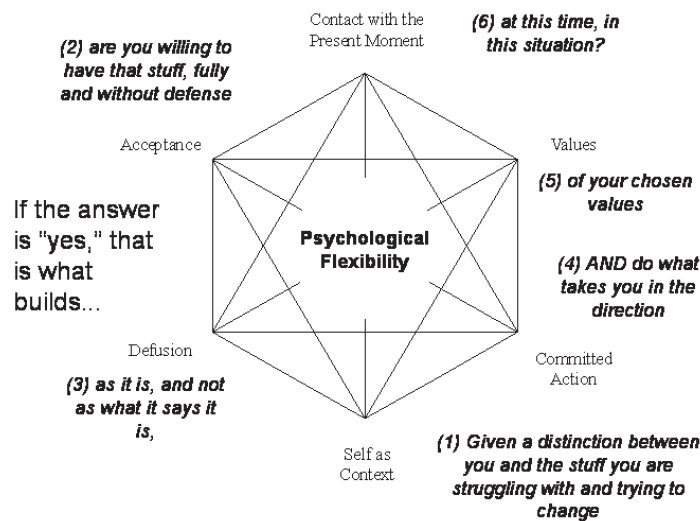 Contact with the
Present Moment
(6) at this time, in
this situation?
(2) are you willing to
have that stuff, fully
and without defense
Acceptance
Values
(5) of your chosen
values
If the answer
is "yes," that
is what
builds...
Psychological
Flexibility
(4) AND do what
takes you in the
direction
Defusion
(3) as it is, and not
as what it says it
is,
Committed
Action
Self as
Context
(1) Given a distinction between
you and the stuff you are
struggling with and trying to
change